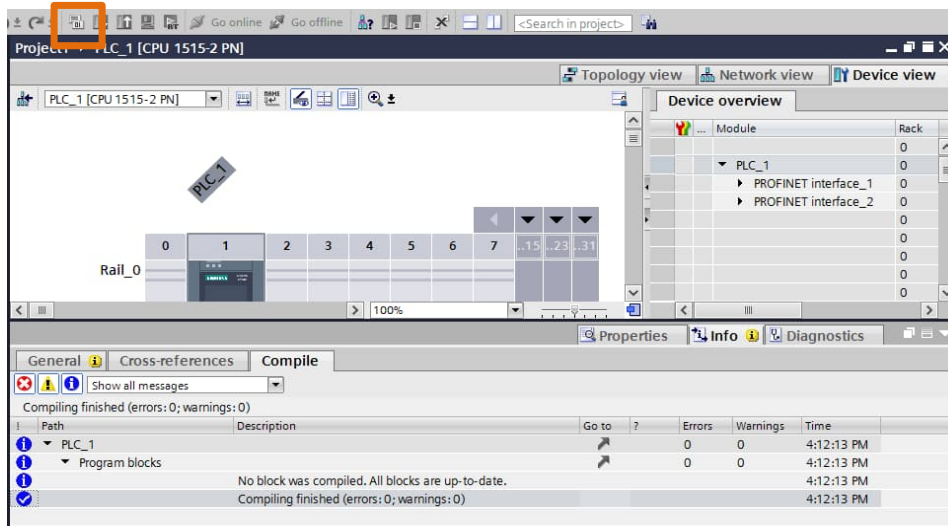 Go online Go offline <Search in project>
Project1 PLC_1 [CPU 1515-2 PN]
Topology view Network view Device view
PLC_1 [CPU 1515-2 PN]
Device overview
... Module Rack
0
PLC_1 0
PROFINET interface_1 0
PROFINET interface_2 0
0
0
0
0
0
PLC_1
0 1 2 3 4 5 6 7 ..15 ..23 ..31
Rail_0
SIEMENS
100%
Properties Info Diagnostics
General Cross-references Compile
Show all messages
Compiling finished (errors: 0; warnings: 0)
! Path Description Go to ? Errors Warnings Time
PLC_1 0 0 4:12:13 PM
Program blocks 0 0 4:12:13 PM
No block was compiled. All blocks are up-to-date. 4:12:13 PM
Compiling finished (errors: 0; warnings: 0) 4:12:13 PM